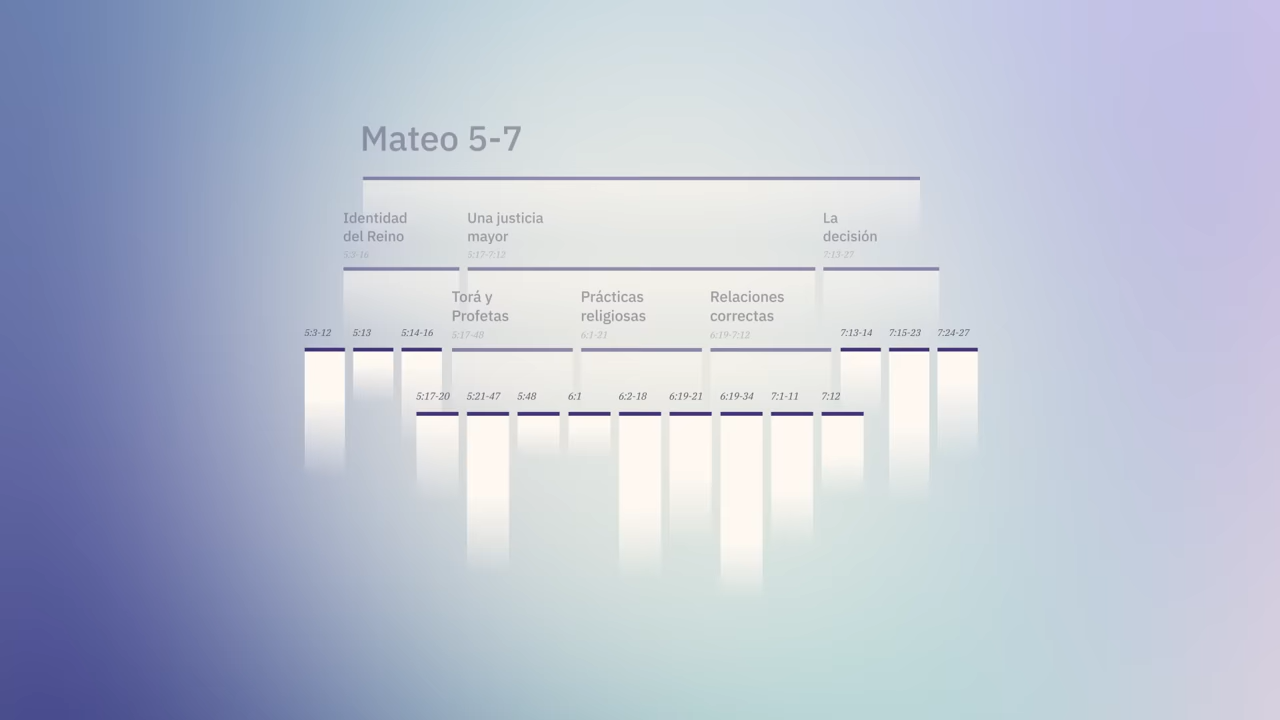 Mateo 5-7
Identidad
del Reino
5:3-16
Una justicia
mayor
5:17-7:12
La
decisión
7:13-27
Torá y
Profetas
5:17-48
Prácticas
religiosas
6:1-21
Relaciones
correctas
6:19-7:12
5:3-12
5:13
5:14-16
7:13-14
7:15-23
7:24-27
5:17-20
5:21-47
5:48
6:1
6:2-18
6:19-21
6:19-34
7:1-11
7:12